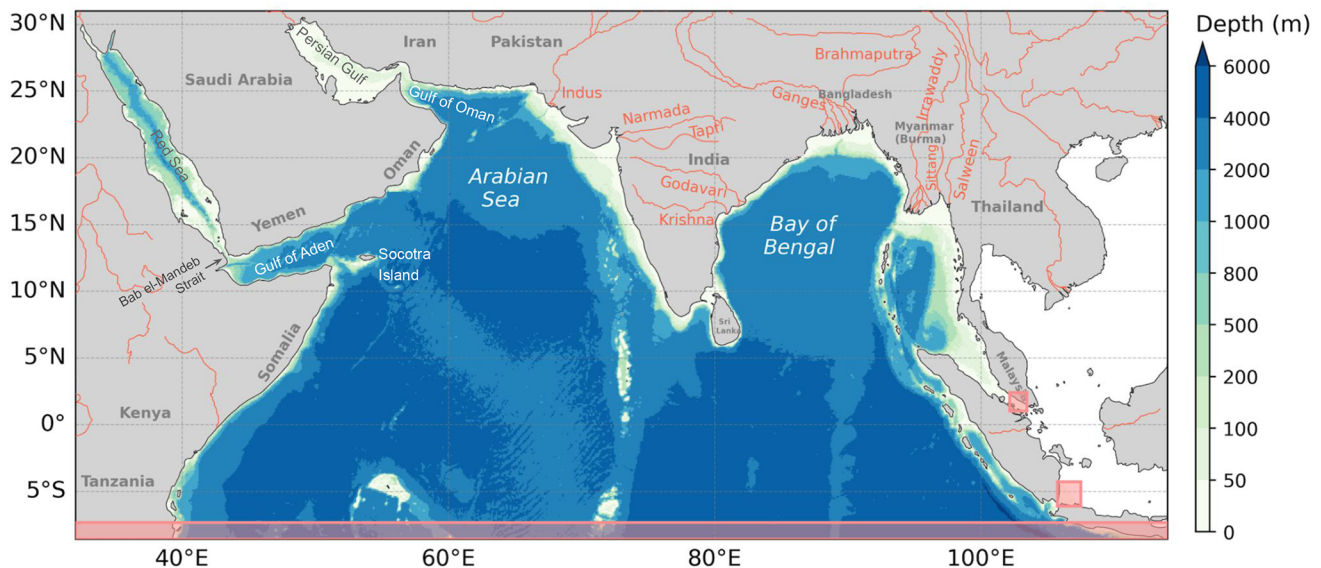 Depth (m)
30°N
25°N
20°N
15°N
10°N
5°N
0°
5°S
40°E
60°E
80°E
100°E
6000
4000
2000
1000
800
500
200
100
50
0
Persian Gulf
Iran
Pakistan
Saudi Arabia
Gulf of Oman
Indus
Brahmaputra
Ganges
Bangladesh
Irrawaddy
Narmada
Tapti
Myanmar
(Burma)
Red Sea
Oman
India
Sittang
Salween
Arabian
Sea
Godavari
Krishna
Thailand
Yemen
Bay of
Bengal
Gulf of Aden
Socotra
Island
Bab el-Mandeb
Strait
Sri
Lanka
Somalia
Malays
Kenya
Tanzania